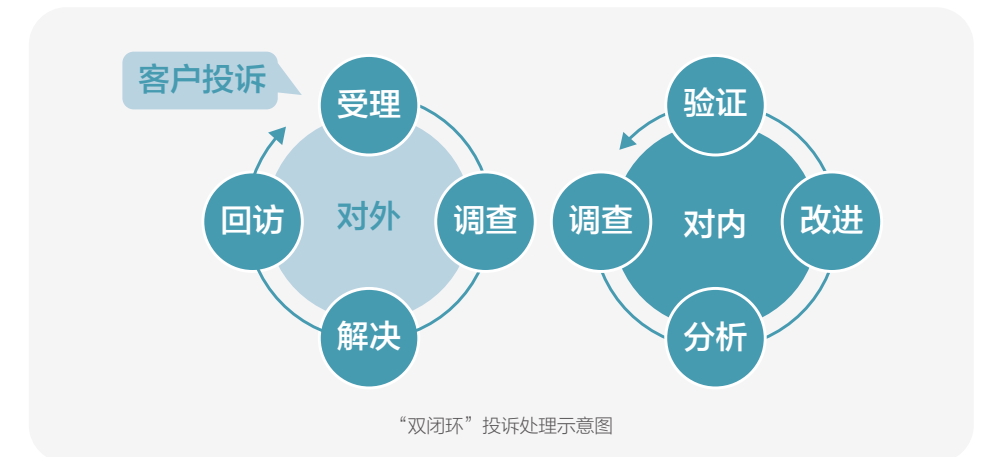 客户投诉
受理
回访
对外
调查
解决
验证
调查
对内
改进
分析
“双闭环”投诉处理示意图